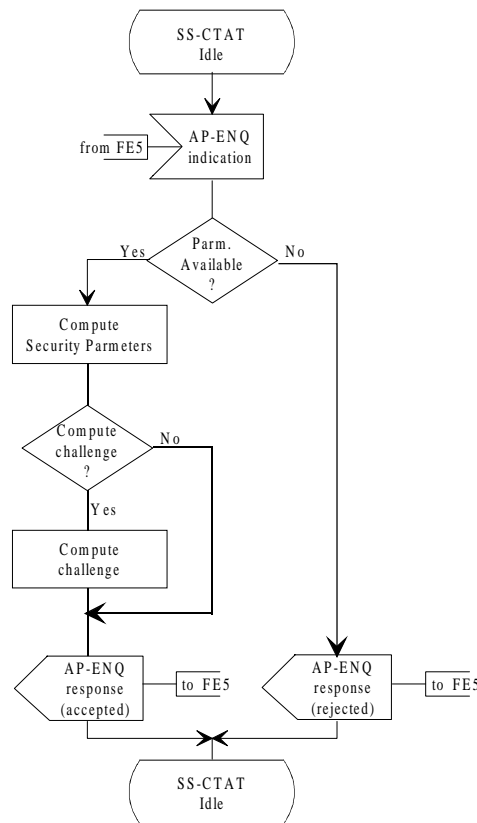 SS-CTAT
Idle
from FE5
AP-ENQ
indication
Yes
Parm.
Available
?
No
Compute
Security Parmeters
Compute
challenge
?
No
Yes
Compute
challenge
AP-ENQ
response
(accepted)
to FE5
AP-ENQ
response
(rejected)
to FE5
SS-CTAT
Idle